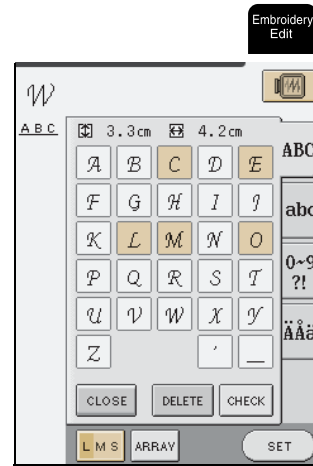 Embroidery
Edit
W
ABC
3.3cm 4.2cm
A B C D E
ABC
F G H I J
abc
K L M N O
P Q R S T
0~9
?!
U V W X Y
ÄÅä
Z ' _
CLOSE DELETE CHECK
L M S ARRAY SET